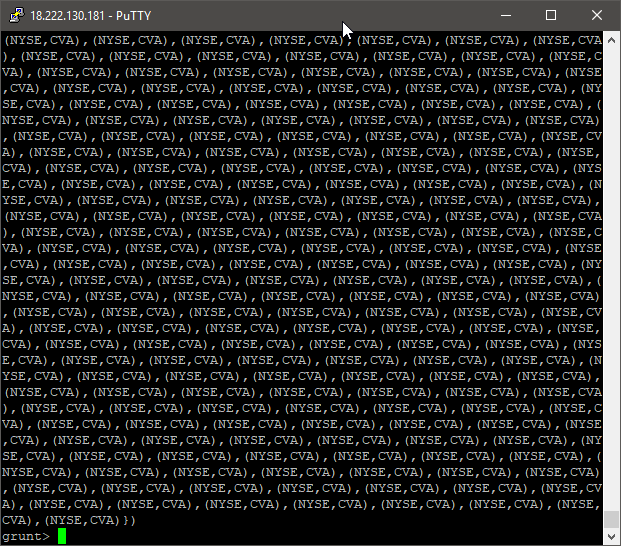 18.222.130.181 - PuTTY
(NYSE,CVA),(NYSE,CVA),(NYSE,CVA),(NYSE,CVA),(NYSE,CVA),(NYSE,CVA),(NYSE,CVA
),(NYSE,CVA),(NYSE,CVA),(NYSE,CVA),(NYSE,CVA),(NYSE,CVA),(NYSE,CVA),(NYSE,C
VA),(NYSE,CVA),(NYSE,CVA),(NYSE,CVA),(NYSE,CVA),(NYSE,CVA),(NYSE,CVA),(NYSE
,CVA),(NYSE,CVA),(NYSE,CVA),(NYSE,CVA),(NYSE,CVA),(NYSE,CVA),(NYSE,CVA),(NY
SE,CVA),(NYSE,CVA),(NYSE,CVA),(NYSE,CVA),(NYSE,CVA),(NYSE,CVA),(NYSE,CVA),(
NYSE,CVA),(NYSE,CVA),(NYSE,CVA),(NYSE,CVA),(NYSE,CVA),(NYSE,CVA),(NYSE,CVA)
,(NYSE,CVA),(NYSE,CVA),(NYSE,CVA),(NYSE,CVA),(NYSE,CVA),(NYSE,CVA),(NYSE,CV
A),(NYSE,CVA),(NYSE,CVA),(NYSE,CVA),(NYSE,CVA),(NYSE,CVA),(NYSE,CVA),(NYSE,
CVA),(NYSE,CVA),(NYSE,CVA),(NYSE,CVA),(NYSE,CVA),(NYSE,CVA),(NYSE,CVA),(NYS
E,CVA),(NYSE,CVA),(NYSE,CVA),(NYSE,CVA),(NYSE,CVA),(NYSE,CVA),(NYSE,CVA),(N
YSE,CVA),(NYSE,CVA),(NYSE,CVA),(NYSE,CVA),(NYSE,CVA),(NYSE,CVA),(NYSE,CVA),
(NYSE,CVA),(NYSE,CVA),(NYSE,CVA),(NYSE,CVA),(NYSE,CVA),(NYSE,CVA),(NYSE,CVA
),(NYSE,CVA),(NYSE,CVA),(NYSE,CVA),(NYSE,CVA),(NYSE,CVA),(NYSE,CVA),(NYSE,C
VA),(NYSE,CVA),(NYSE,CVA),(NYSE,CVA),(NYSE,CVA),(NYSE,CVA),(NYSE,CVA),(NYSE
,CVA),(NYSE,CVA),(NYSE,CVA),(NYSE,CVA),(NYSE,CVA),(NYSE,CVA),(NYSE,CVA),(NY
SE,CVA),(NYSE,CVA),(NYSE,CVA),(NYSE,CVA),(NYSE,CVA),(NYSE,CVA),(NYSE,CVA),(
NYSE,CVA),(NYSE,CVA),(NYSE,CVA),(NYSE,CVA),(NYSE,CVA),(NYSE,CVA),(NYSE,CVA)
,(NYSE,CVA),(NYSE,CVA),(NYSE,CVA),(NYSE,CVA),(NYSE,CVA),(NYSE,CVA),(NYSE,CV
A),(NYSE,CVA),(NYSE,CVA),(NYSE,CVA),(NYSE,CVA),(NYSE,CVA),(NYSE,CVA),(NYSE,
CVA),(NYSE,CVA),(NYSE,CVA),(NYSE,CVA),(NYSE,CVA),(NYSE,CVA),(NYSE,CVA),(NYS
E,CVA),(NYSE,CVA),(NYSE,CVA),(NYSE,CVA),(NYSE,CVA),(NYSE,CVA),(NYSE,CVA),(N
YSE,CVA),(NYSE,CVA),(NYSE,CVA),(NYSE,CVA),(NYSE,CVA),(NYSE,CVA),(NYSE,CVA),
(NYSE,CVA),(NYSE,CVA),(NYSE,CVA),(NYSE,CVA),(NYSE,CVA),(NYSE,CVA),(NYSE,CVA
),(NYSE,CVA),(NYSE,CVA),(NYSE,CVA),(NYSE,CVA),(NYSE,CVA),(NYSE,CVA),(NYSE,C
VA),(NYSE,CVA),(NYSE,CVA),(NYSE,CVA),(NYSE,CVA),(NYSE,CVA),(NYSE,CVA),(NYSE
,CVA),(NYSE,CVA),(NYSE,CVA),(NYSE,CVA),(NYSE,CVA),(NYSE,CVA),(NYSE,CVA),(NY
SE,CVA),(NYSE,CVA),(NYSE,CVA),(NYSE,CVA),(NYSE,CVA),(NYSE,CVA),(NYSE,CVA),(
NYSE,CVA),(NYSE,CVA),(NYSE,CVA),(NYSE,CVA),(NYSE,CVA),(NYSE,CVA),(NYSE,CVA)
,(NYSE,CVA),(NYSE,CVA),(NYSE,CVA),(NYSE,CVA),(NYSE,CVA),(NYSE,CVA),(NYSE,CV
A),(NYSE,CVA),(NYSE,CVA),(NYSE,CVA),(NYSE,CVA),(NYSE,CVA),(NYSE,CVA),(NYSE,
CVA),(NYSE,CVA)})
grunt>